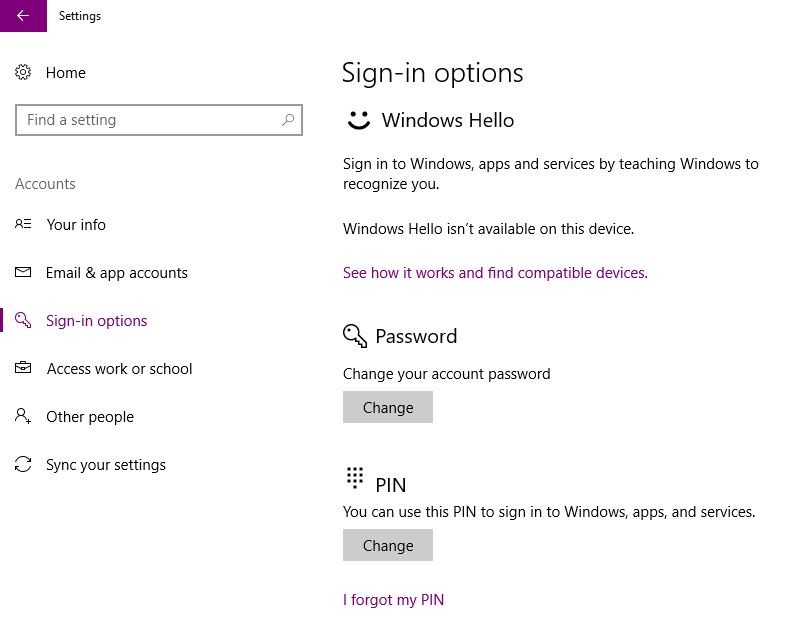 Settings
Home
Find a setting
Accounts
Your info
Email & app accounts
Sign-in options
Access work or school
Other people
Sync your settings
Sign-in options
Windows Hello
Sign in to Windows, apps and services by teaching Windows to
recognize you.
Windows Hello isn't available on this device.
See how it works and find compatible devices.
Password
Change your account password
Change
PIN
You can use this PIN to sign in to Windows, apps, and services.
Change
I forgot my PIN